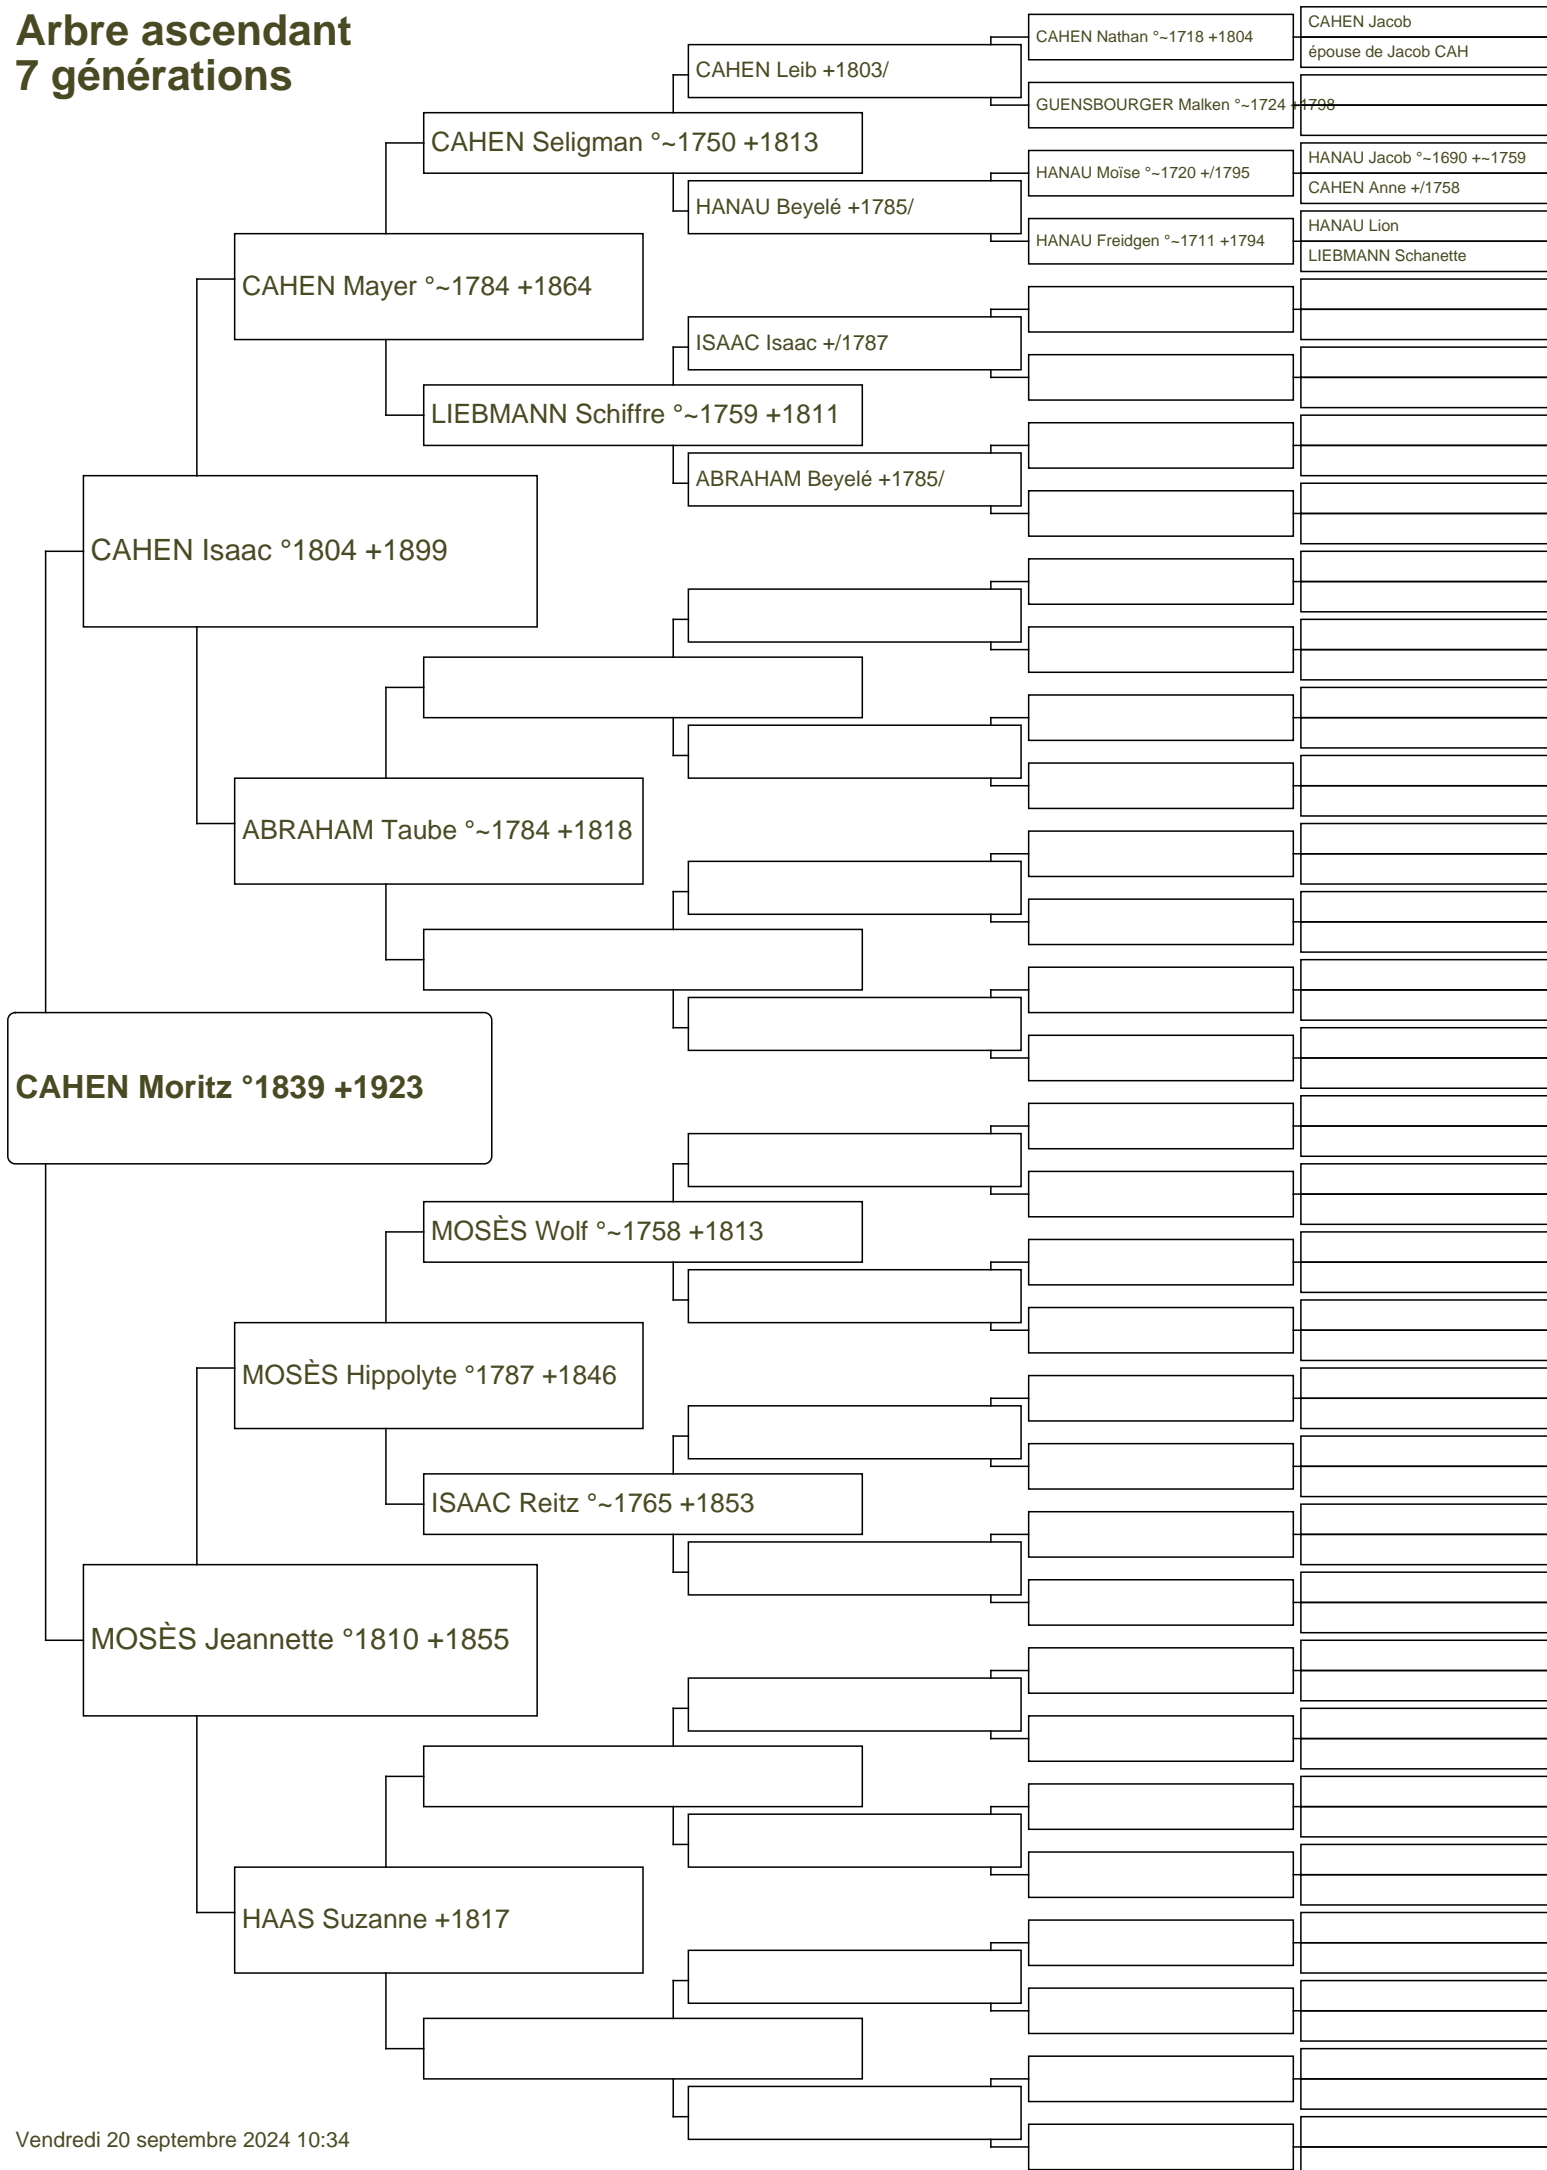 Arbre ascendant
7 générations
CAHEN Jacob
CAHEN Nathan °~1718 +1804
épouse de Jacob CAH
CAHEN Leib +1803/
GUENSBOURGER Malken °~1724 +1798
CAHEN Seligman °~1750 +1813
HANAU Jacob °~1690 +~1759
HANAU Moïse °~1720 +/1795
CAHEN Anne +/1758
HANAU Beyelé +1785/
HANAU Lion
HANAU Freidgen °~1711 +1794
LIEBMANN Schanette
CAHEN Mayer °~1784 +1864
ISAAC Isaac +/1787
LIEBMANN Schiffre °~1759 +1811
ABRAHAM Beyelé +1785/
CAHEN Isaac °1804 +1899
ABRAHAM Taube °~1784 +1818
CAHEN Moritz °1839 +1923
MOSÈS Wolf °~1758 +1813
MOSÈS Hippolyte °1787 +1846
ISAAC Reitz °~1765 +1853
MOSÈS Jeannette °1810 +1855
HAAS Suzanne +1817
Vendredi 20 septembre 2024 10:34